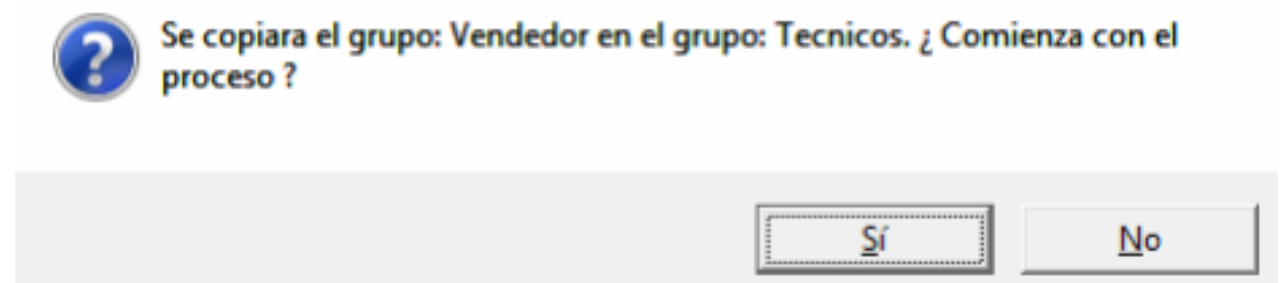 Se copiara el grupo: Vendedor en el grupo: Tecnicos. ¿ Comienza con el
proceso ?
Sí No